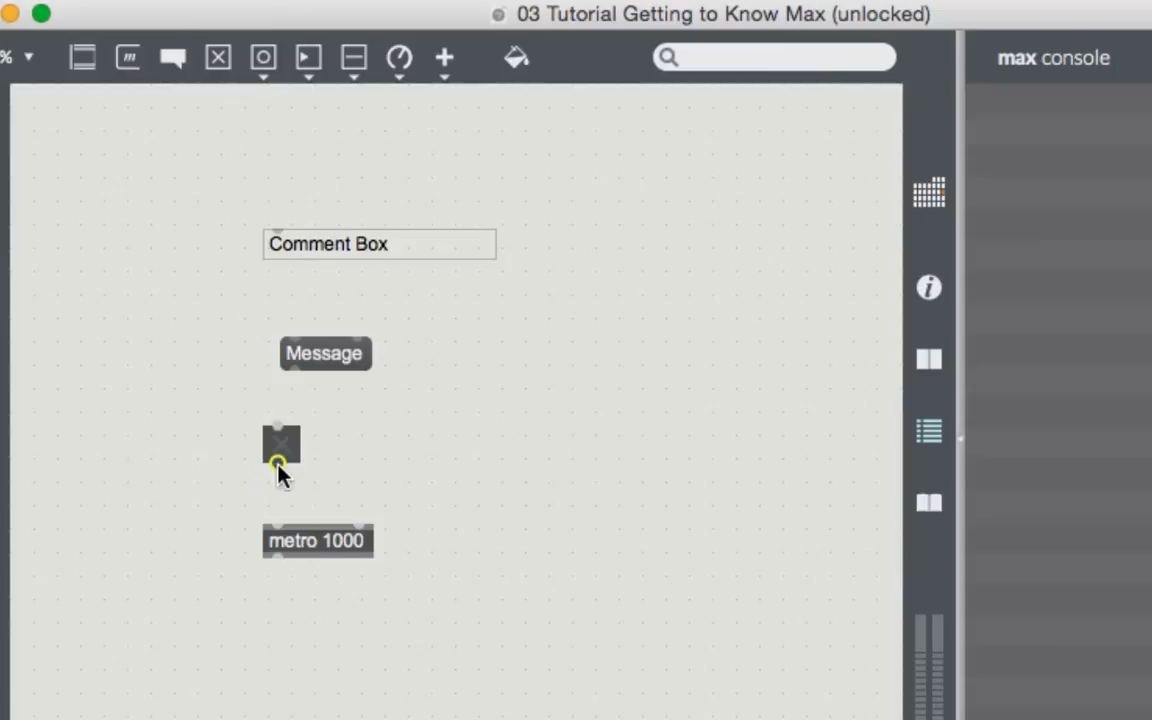 03 Tutorial Getting to Know Max (unlocked)
%
max console
Comment Box
Message
metro 1000